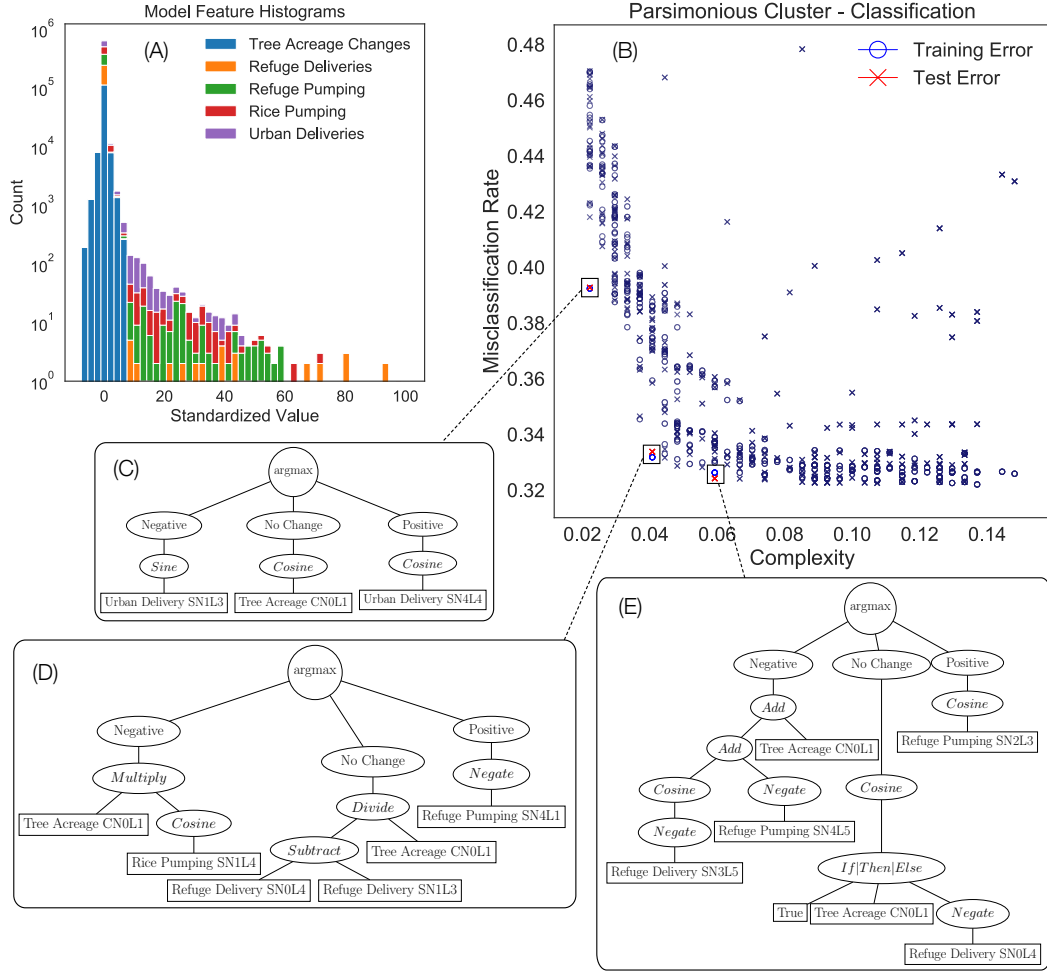 Model Feature Histograms
(A)
Tree Acreage Changes
Refuge Deliveries
Refuge Pumping
Rice Pumping
Urban Deliveries
Count
10^6
10^5
10^4
10^3
10^2
10^1
10^0
0 20 40 60 80 100
Standardized Value
Parsimonious Cluster - Classification
(B)
Training Error
Test Error
Misclassification Rate
0.48
0.46
0.44
0.42
0.40
0.38
0.36
0.34
0.32
0.02 0.04 0.06 0.08 0.10 0.12 0.14
Complexity
(C)
argmax
Negative No Change Positive
Sine Cosine Cosine
Urban Delivery SN1L3 Tree Acreage CN0L1 Urban Delivery SN4L4
(D)
argmax
Negative Positive
No Change
Multiply Negate
Divide
Tree Acreage CN0L1 Cosine Refuge Pumping SN4L1
Subtract Tree Acreage CN0L1
Rice Pumping SN1L4
Refuge Delivery SN0L4 Refuge Delivery SN1L3
(E)
argmax
Negative No Change Positive
Add Cosine
Add Tree Acreage CN0L1 Refuge Pumping SN2L3
Cosine Negate Cosine
Negate Refuge Pumping SN4L5
Refuge Delivery SN3L5 If|Then|Else
True Tree Acreage CN0L1 Negate
Refuge Delivery SN0L4